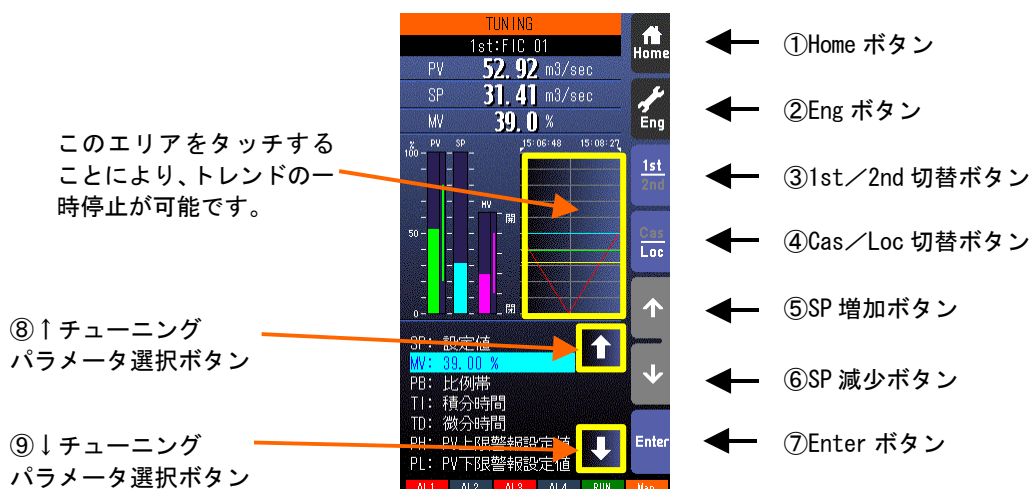 TUNING
1st:FIC 01
PV 52.92 m3/sec
SP 31.41 m3/sec
MV 39.0 %
Home
Eng
1st
2nd
Cas
Loc
Enter
15:06:48 15:08:27
% PV SP
100
MV
開
50
0
閉
SP: 設定値
MV: 39.00 %
PB: 比例帯
TI: 積分時間
TD: 微分時間
PH: PV上限警報設定値
PL: PV下限警報設定値
AL1 AL2 AL3 AL4 RUN Man
このエリアをタッチする
ことにより、トレンドの一
時停止が可能です。
⑧↑チューニング
パラメータ選択ボタン
⑨↓チューニング
パラメータ選択ボタン
①Home ボタン
②Eng ボタン
③1st／2nd 切替ボタン
④Cas／Loc 切替ボタン
⑤SP 増加ボタン
⑥SP 減少ボタン
⑦Enter ボタン